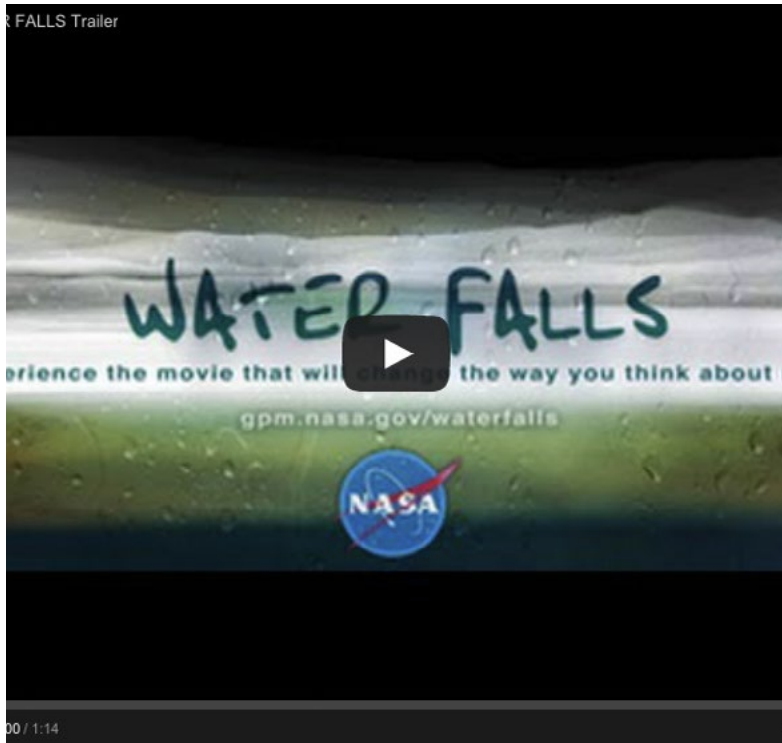 R FALLS Trailer
WATER FALLS
erience the movie that will change the way you think about
gpm.nasa.gov/waterfalls
NASA
00 / 1:14